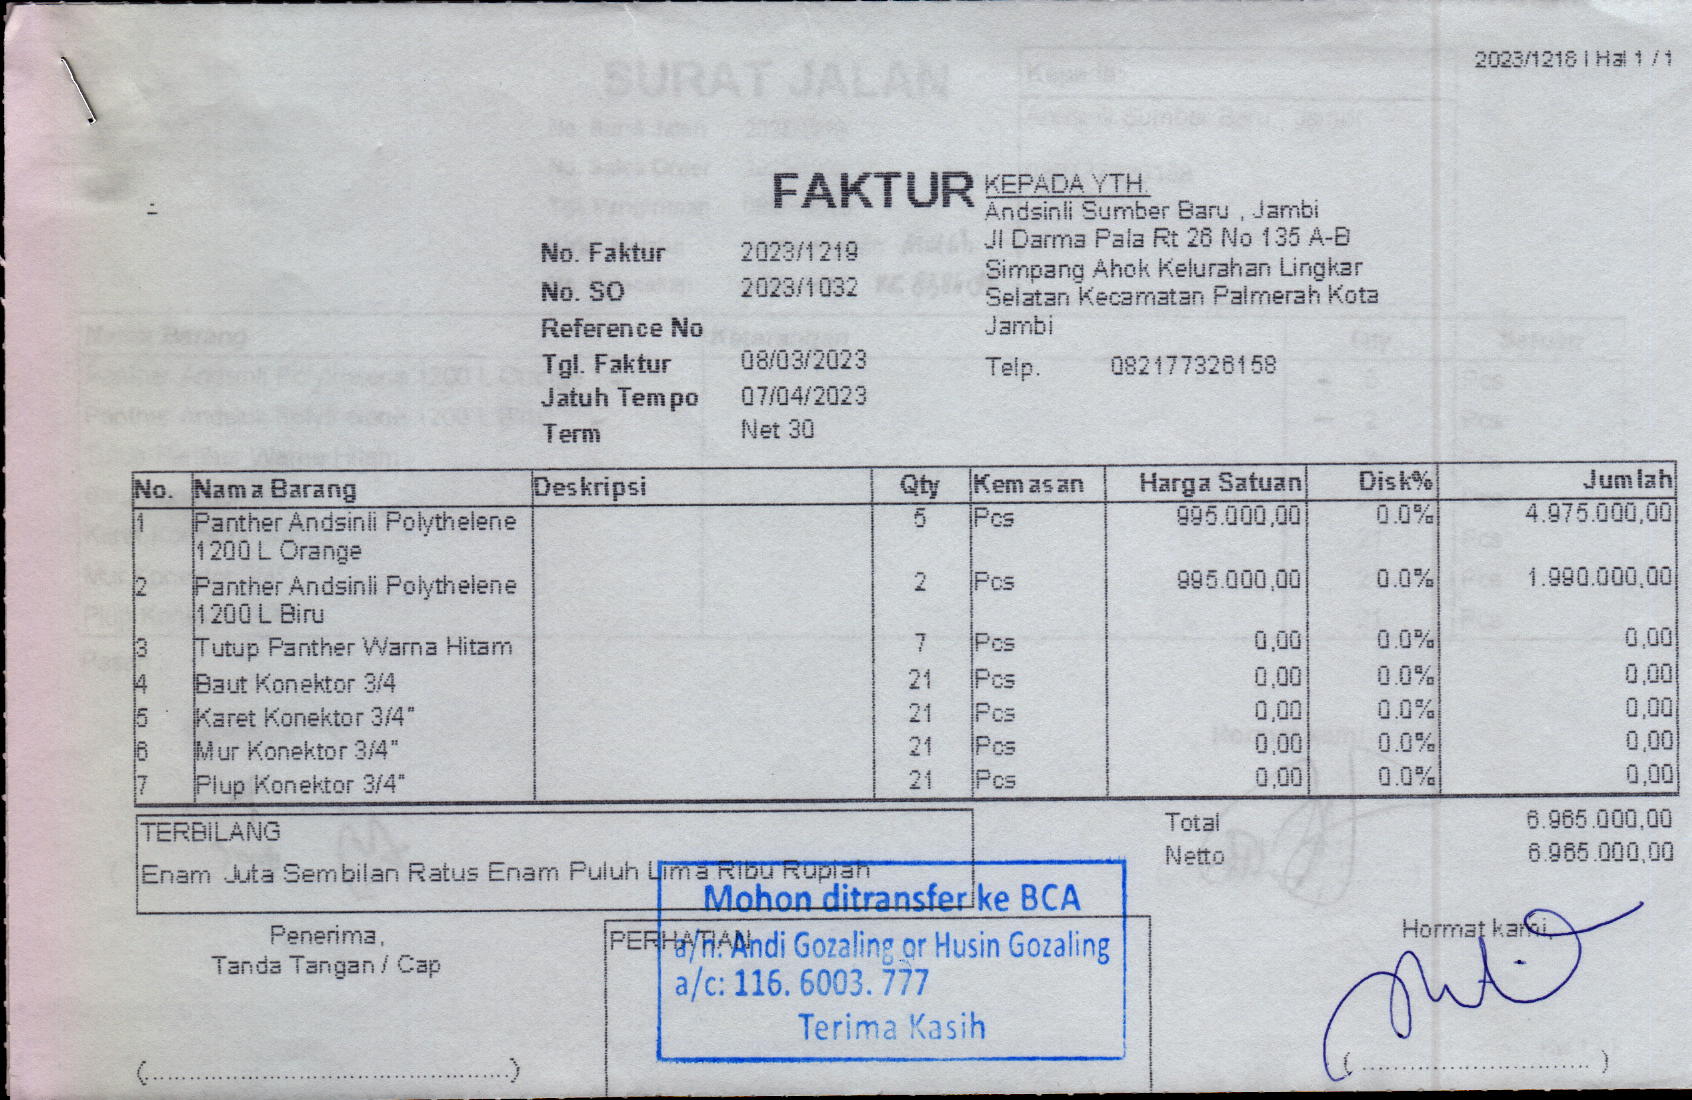 2023/1218 | Hal 1 / 1
FAKTUR
KEPADA YTH.
Andsinli Sumber Baru , Jambi
Jl Darma Pala Rt 26 No 135 A-B
Simpang Ahok Kelurahan Lingkar
Selatan Kecamatan Palmerah Kota
Jambi
Telp. 082177326158
No. Faktur 2023/1219
No. SO 2023/1032
Reference No
Tgl. Faktur 08/03/2023
Jatuh Tempo 07/04/2023
Term Net 30
No. Nama Barang Deskripsi Qty Kemasan Harga Satuan Disk% Jumlah
1 Panther Andsinli Polythelene 5 Pcs 995.000,00 0.0% 4.975.000,00
1200 L Orange
2 Panther Andsinli Polythelene 2 Pcs 995.000,00 0.0% 1.990.000,00
1200 L Biru
3 Tutup Panther Warna Hitam 7 Pcs 0,00 0.0% 0,00
4 Baut Konektor 3/4 21 Pcs 0,00 0.0% 0,00
5 Karet Konektor 3/4" 21 Pcs 0,00 0.0% 0,00
6 Mur Konektor 3/4" 21 Pcs 0,00 0.0% 0,00
7 Plup Konektor 3/4" 21 Pcs 0,00 0.0% 0,00
TERBILANG
Enam Juta Sembilan Ratus Enam Puluh Lima Ribu Rupiah
Total 6.965.000,00
Netto 6.965.000,00
Penerima,
Tanda Tangan / Cap
PERHATIAN
Mohon ditransfer ke BCA
a/n: Andi Gozaling or Husin Gozaling
a/c: 116. 6003. 777
Terima Kasih
Hormat kami,
(................................................)
(..............................)
SURAT JALAN